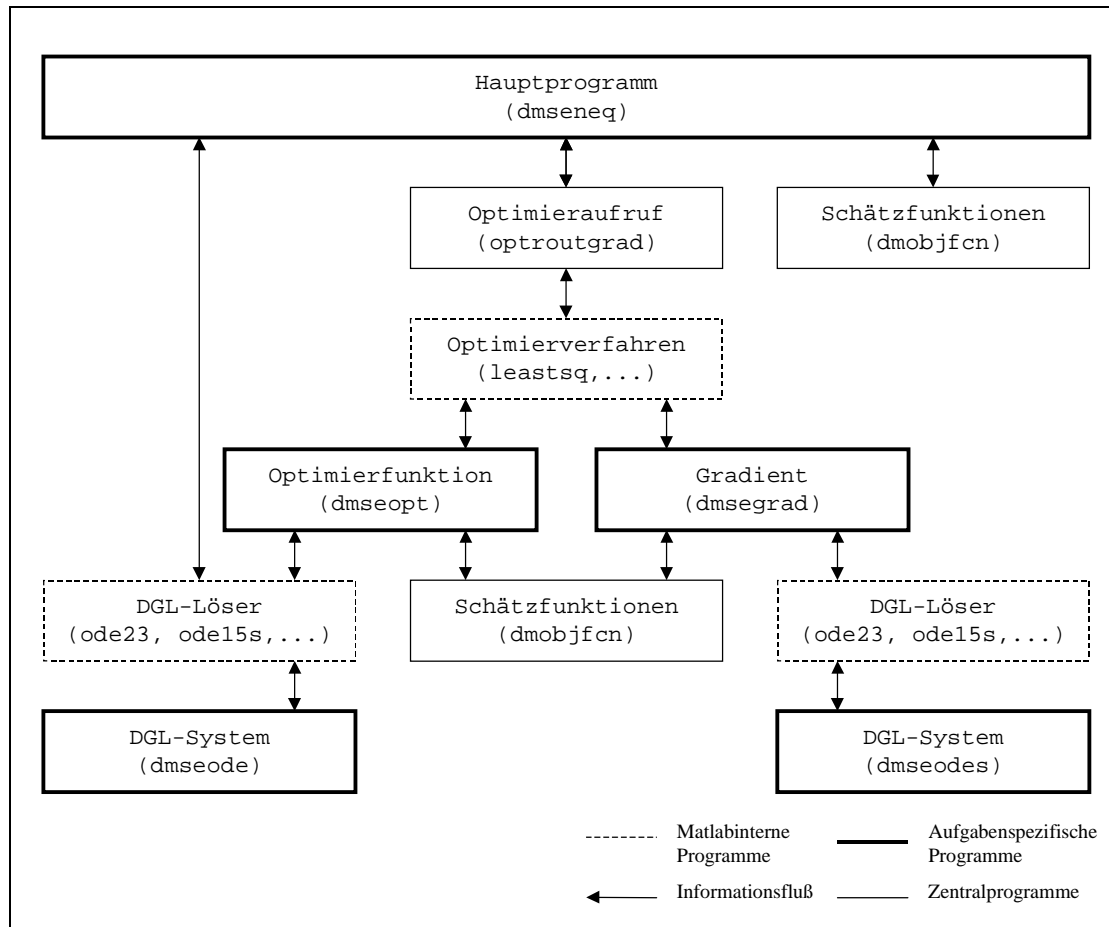 Hauptprogramm
(dmseneq)
Optimieraufruf
(optroutgrad)
Schätzfunktionen
(dmobjfcn)
Optimierverfahren
(leastsq,...)
Optimierfunktion
(dmseopt)
Gradient
(dmsegrad)
DGL-Löser
(ode23, ode15s,...)
Schätzfunktionen
(dmobjfcn)
DGL-Löser
(ode23, ode15s,...)
DGL-System
(dmseode)
DGL-System
(dmseodes)
Matlabinterne
Programme
Aufgabenspezifische
Programme
Informationsfluß
Zentralprogramme